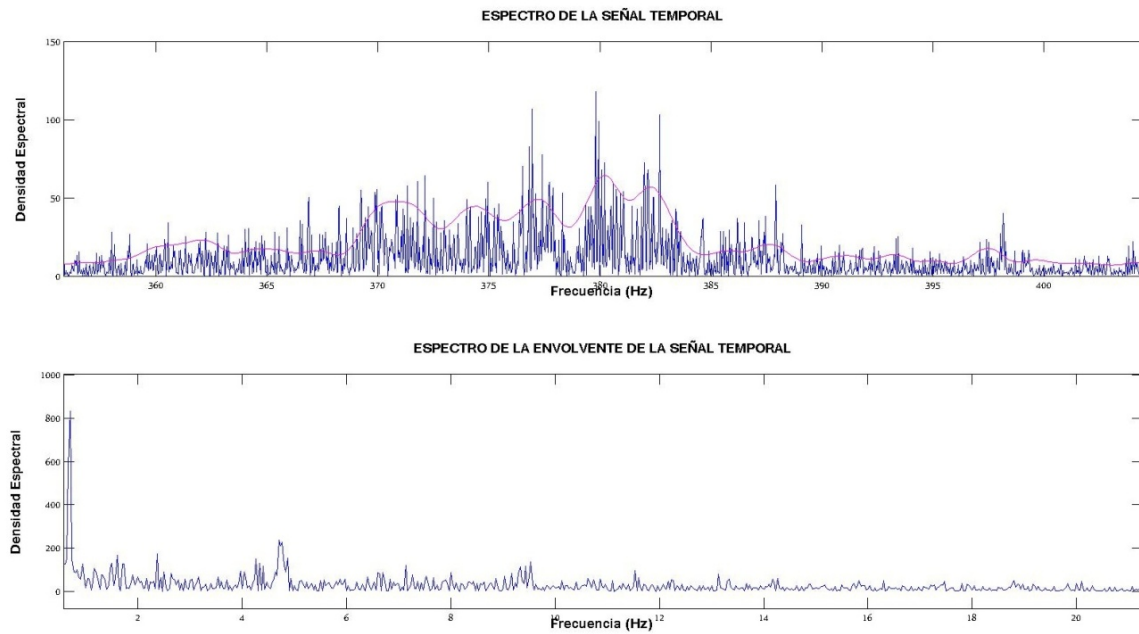 ESPECTRO DE LA SEÑAL TEMPORAL
150
100
50
0
Densidad Espectral
360 365 370 375 380 385 390 395 400
Frecuencia (Hz)
ESPECTRO DE LA ENVOLVENTE DE LA SEÑAL TEMPORAL
1000
800
600
400
200
0
Densidad Espectral
2 4 6 8 10 12 14 16 18 20
Frecuencia (Hz)